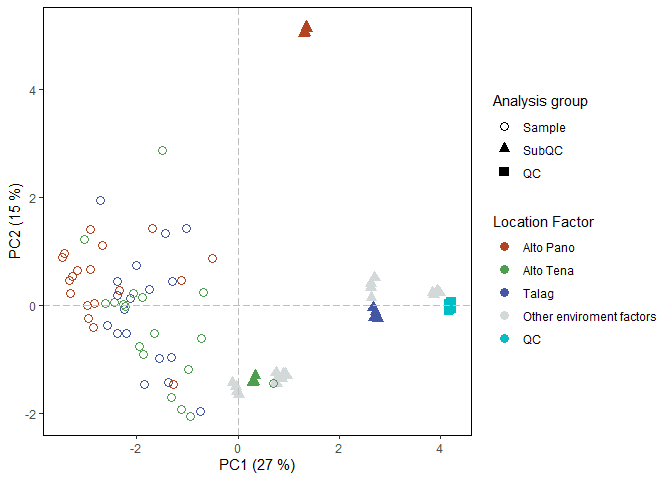 4
2
0
-2
-2
0
2
4
PC1 (27 %)
PC2 (15 %)
Analysis group
Sample
SubQC
QC
Location Factor
Alto Pano
Alto Tena
Talag
Other enviroment factors
QC